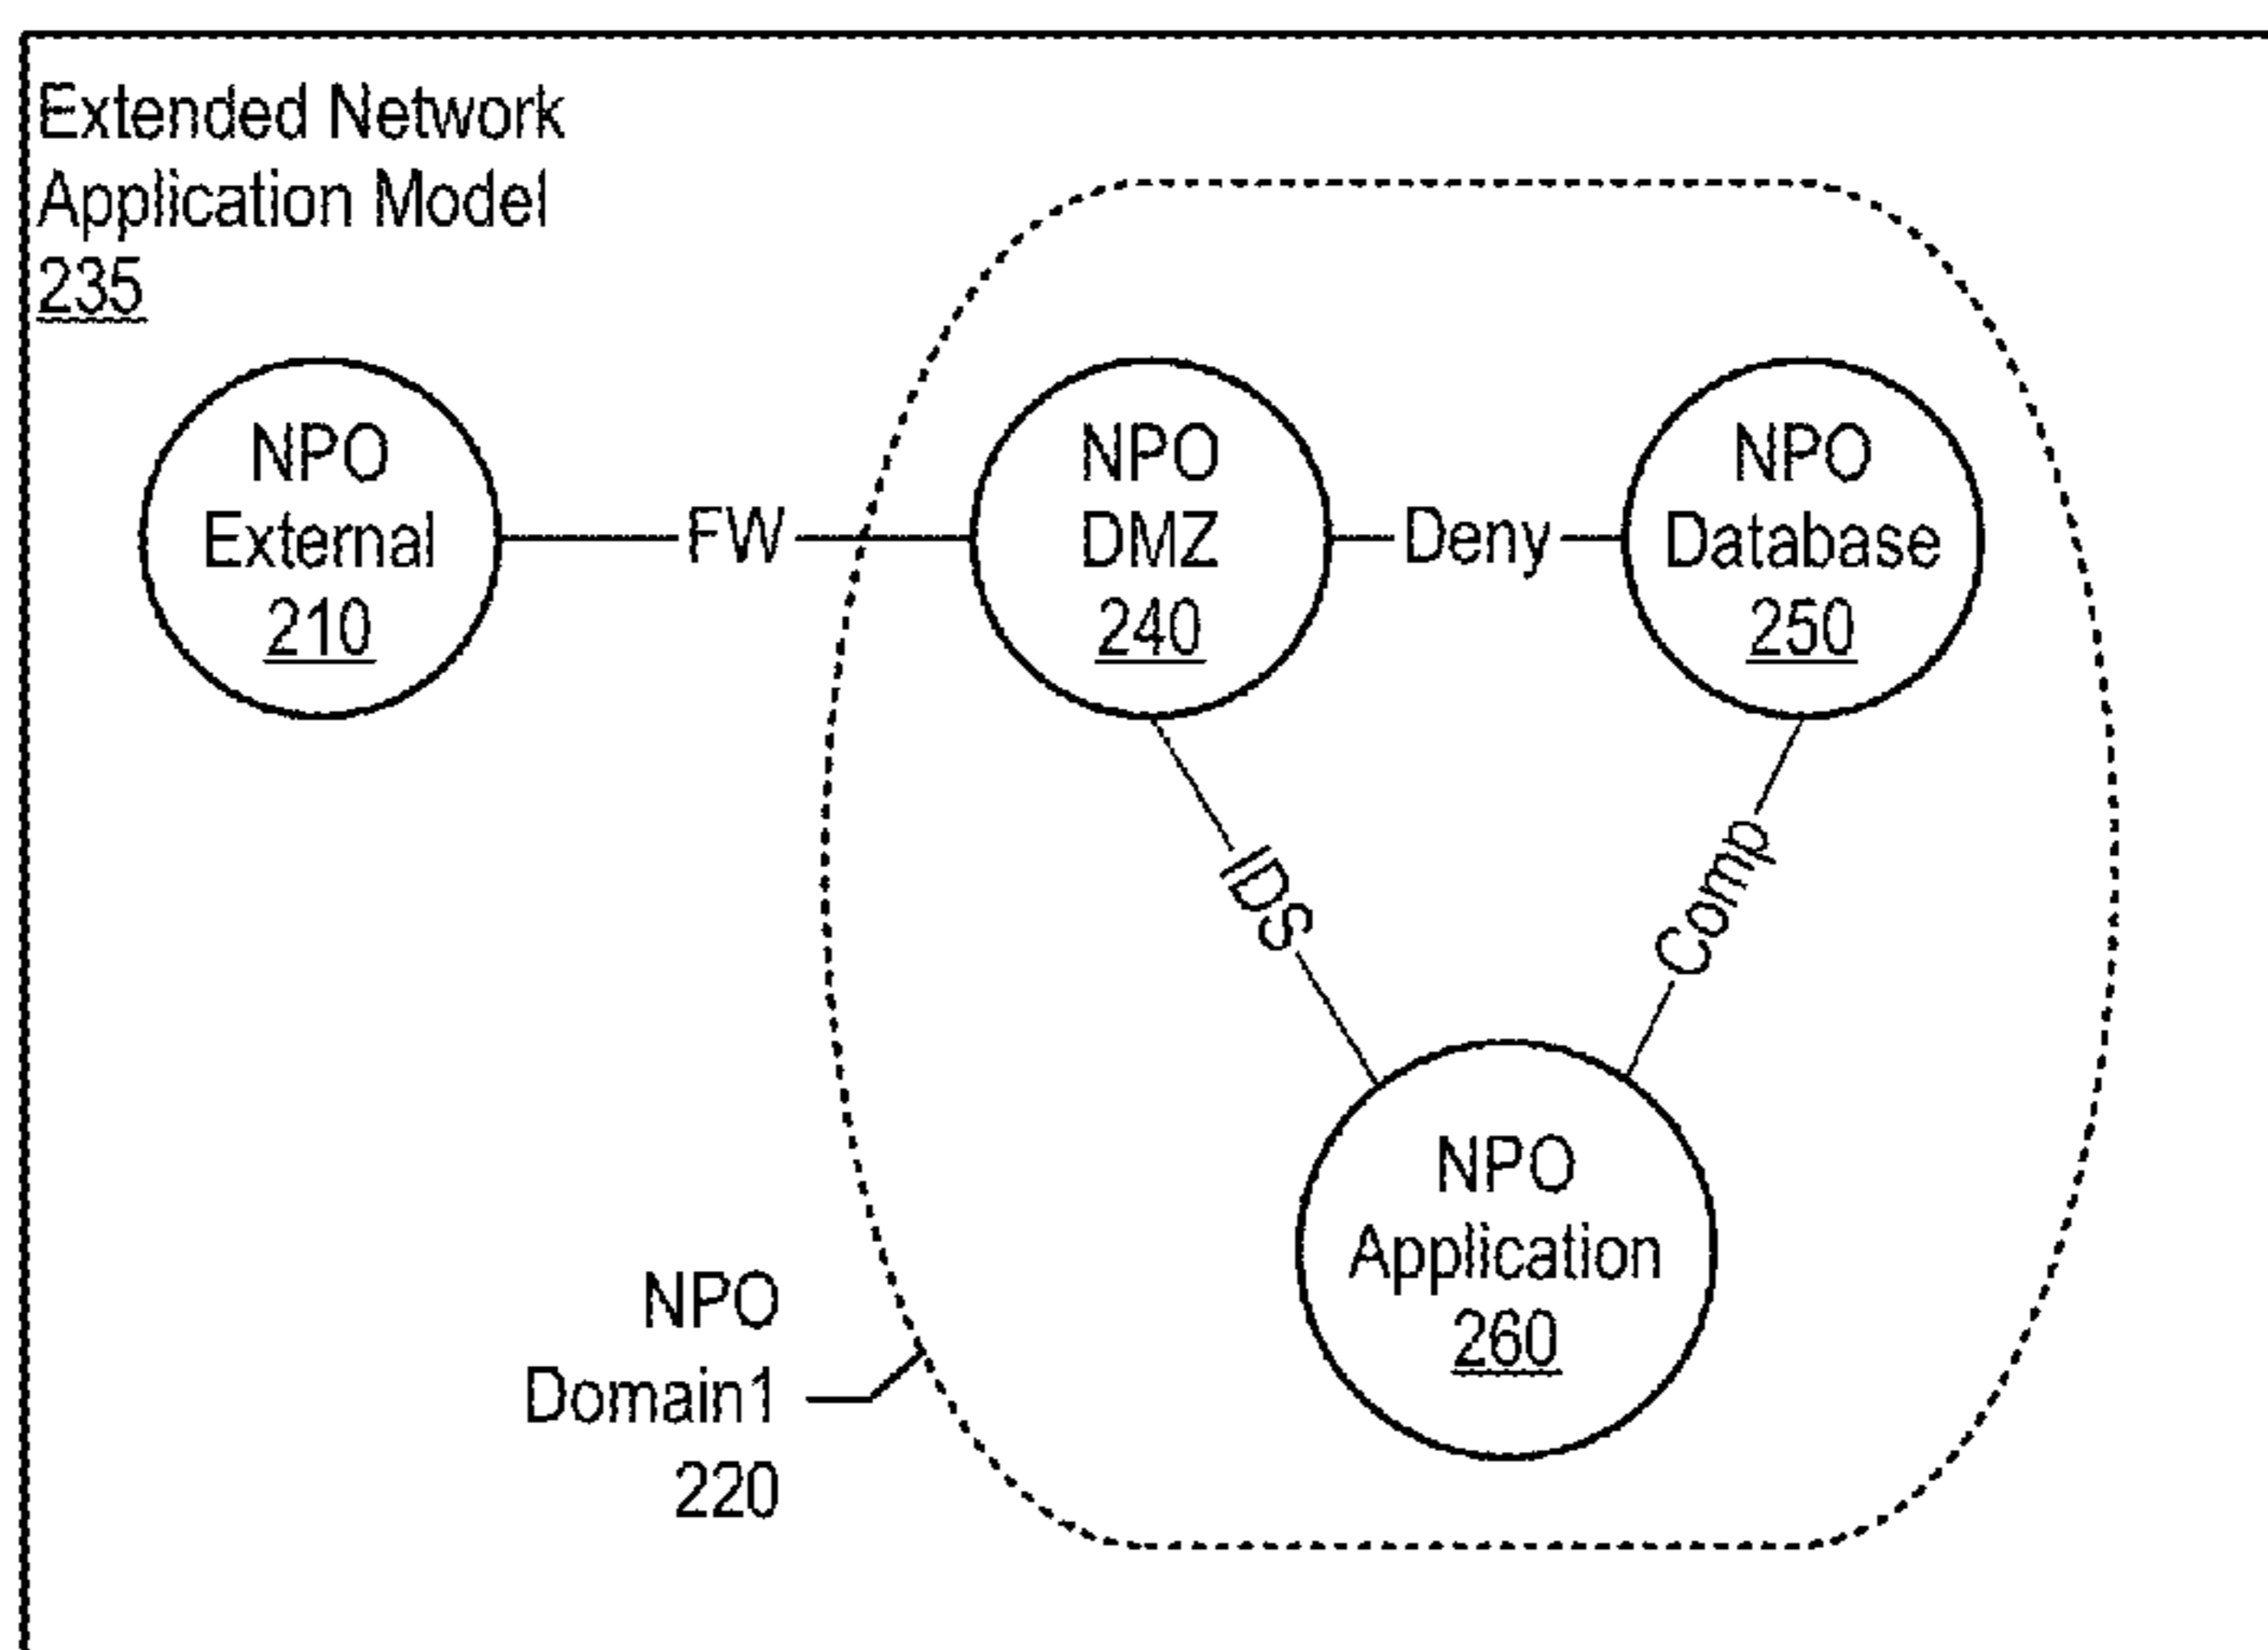 Extended Network
Application Model
235
NPO
External
210
FW
NPO
DMZ
240
Deny
NPO
Database
250
IDS
Comp
NPO
Application
260
NPO
Domain1
220